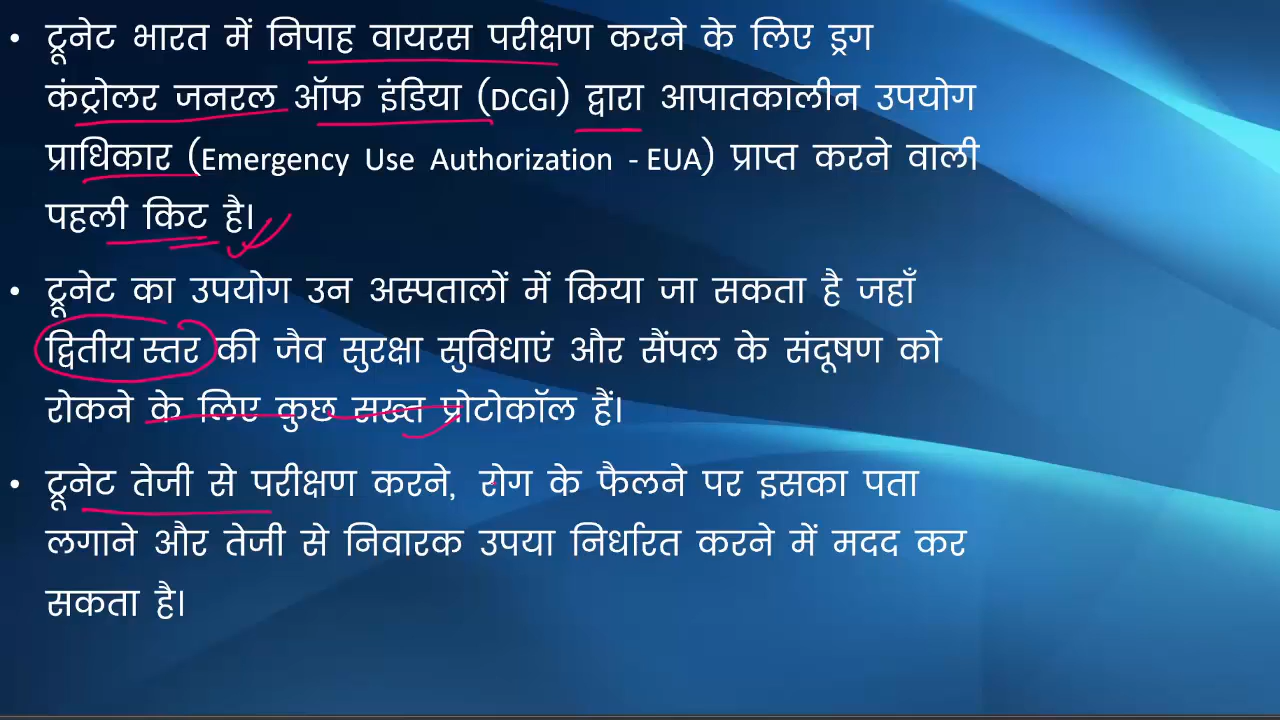 • ट्रूनेट भारत में निपाह वायरस परीक्षण करने के लिए ड्रग
कंट्रोलर जनरल ऑफ इंडिया (DCGI) द्वारा आपातकालीन उपयोग
प्राधिकार (Emergency Use Authorization - EUA) प्राप्त करने वाली
पहली किट है।
• ट्रूनेट का उपयोग उन अस्पतालों में किया जा सकता है जहाँ
द्वितीय स्तर की जैव सुरक्षा सुविधाएं और सैंपल के संदूषण को
रोकने के लिए कुछ सख्त प्रोटोकॉल हैं।
• ट्रूनेट तेजी से परीक्षण करने, रोग के फैलने पर इसका पता
लगाने और तेजी से निवारक उपया निर्धारत करने में मदद कर
सकता है।